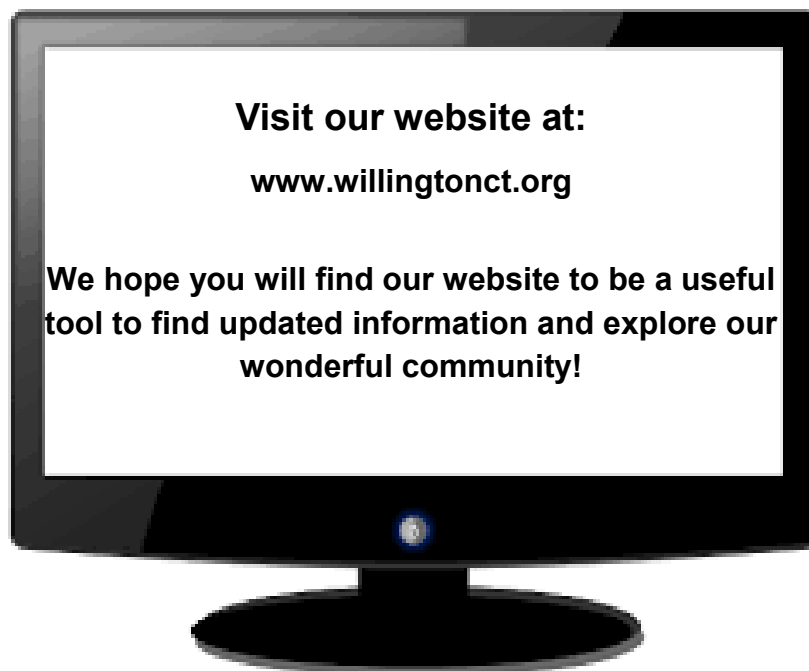 Visit our website at:
www.willingtonct.org
We hope you will find our website to be a useful
tool to find updated information and explore our
wonderful community!